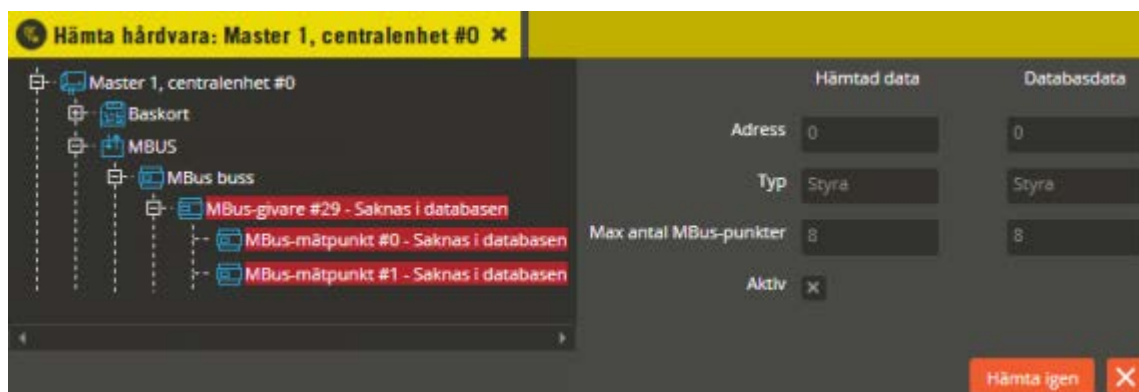 Hämta hårdvara: Master 1, centralenhet #0
Master 1, centralenhet #0
Baskort
MBUS
MBus buss
MBus-givare #29 - Saknas i databasen
MBus-mätpunkt #0 - Saknas i databasen
MBus-mätpunkt #1 - Saknas i databasen
Hämtad data Databasdata
Adress 0 0
Typ Styra Styra
Max antal MBus-punkter 8 8
Aktiv
Hämta igen